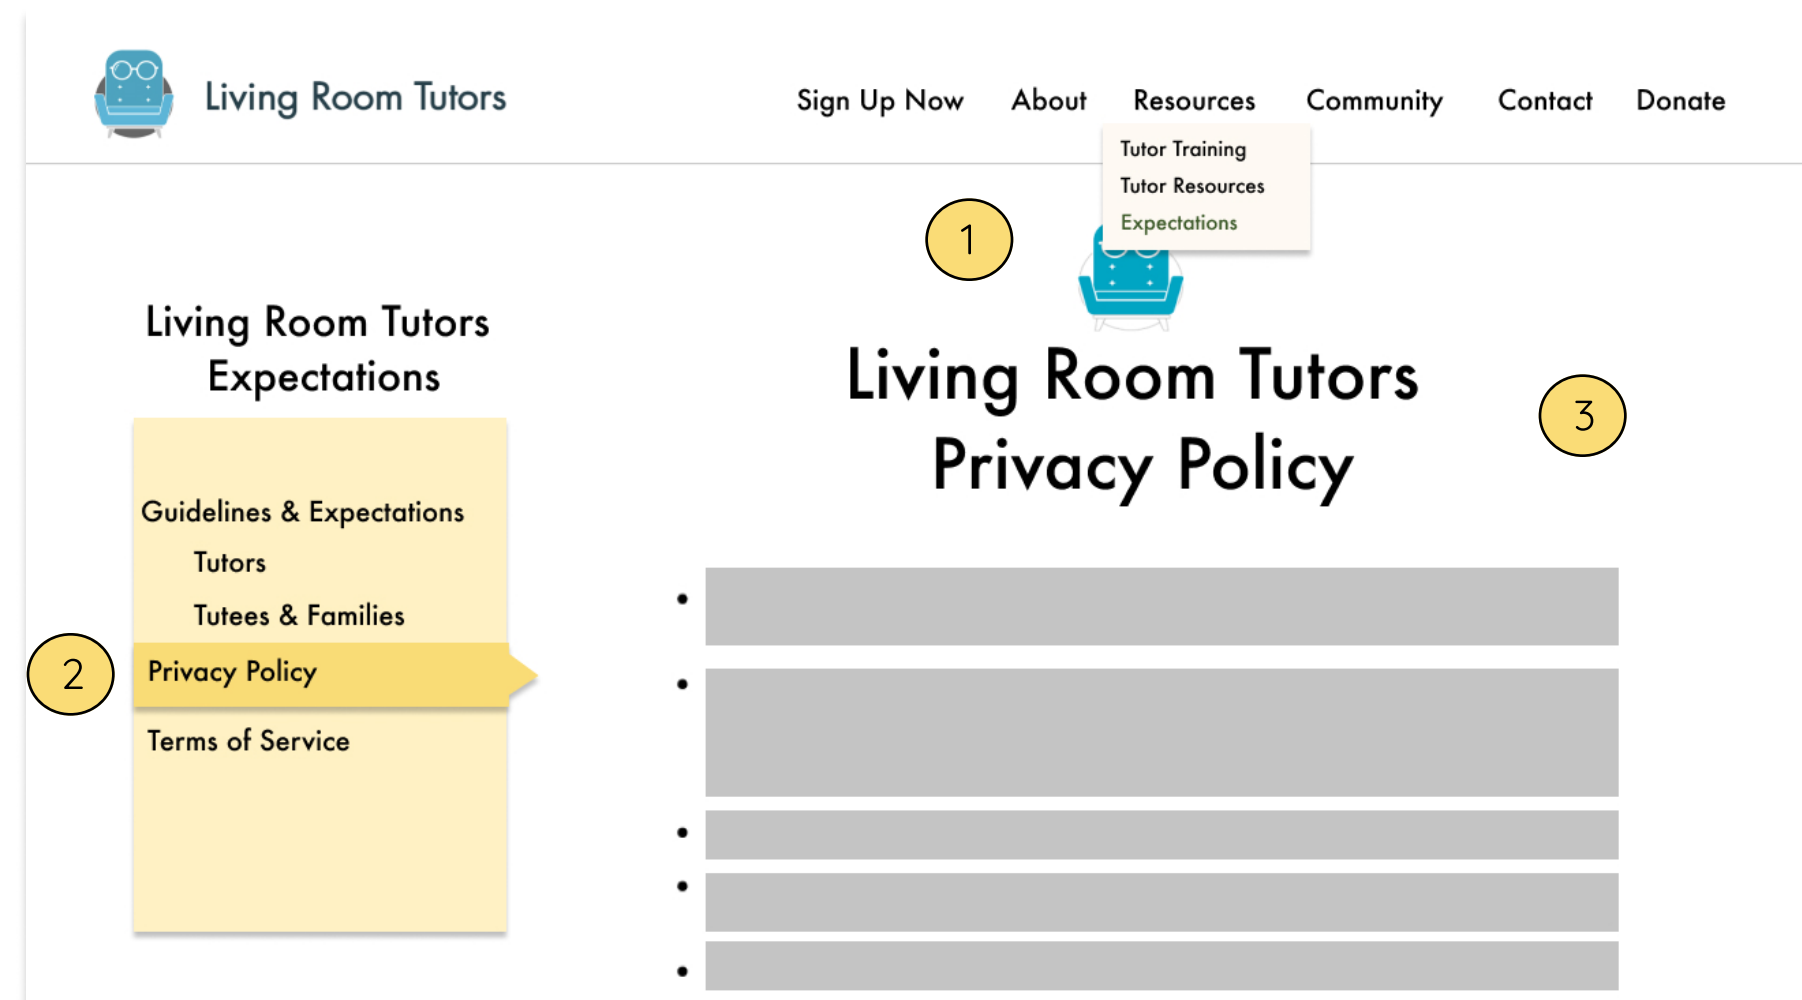 Living Room Tutors
Sign Up Now About Resources Community Contact Donate
Tutor Training
Tutor Resources
Expectations
1
Living Room Tutors
Expectations
Guidelines & Expectations
Tutors
Tutees & Families
2
Privacy Policy
Terms of Service
Living Room Tutors
Privacy Policy
3